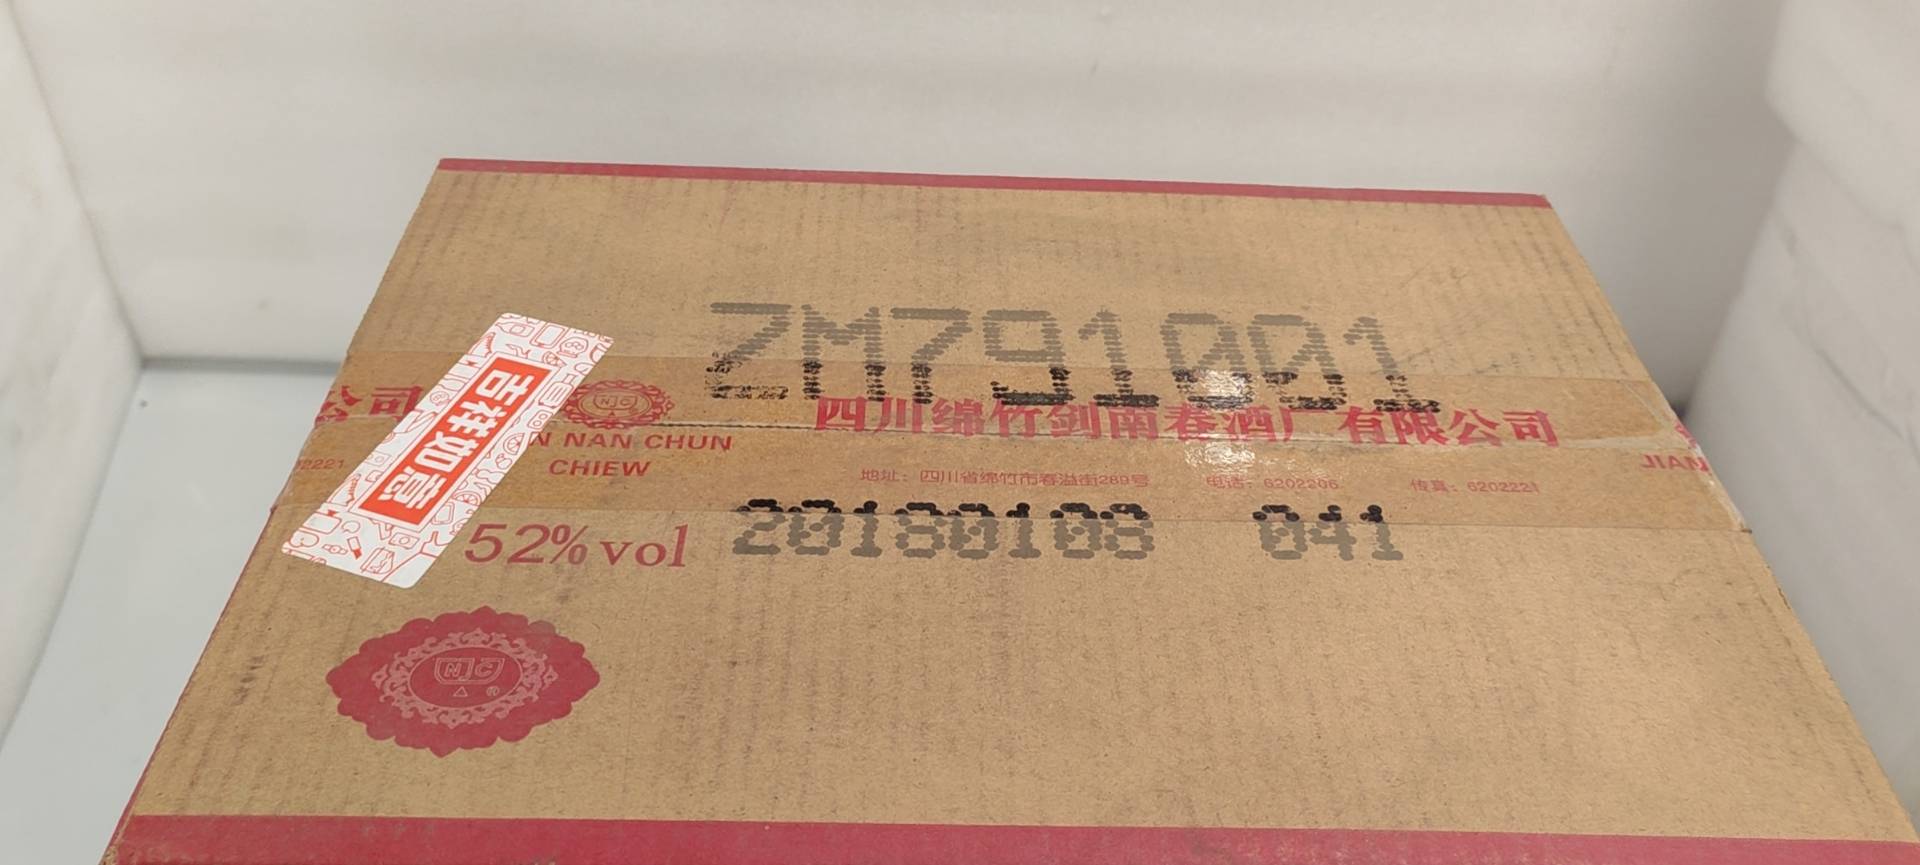 ZM791001
公司
四川绵竹剑南春酒厂有限公司
N NAN CHUN
CHIEW
02221
地址：四川省绵竹市春溢街289号 电话：6202206 传真：6202221
JIAN
吉祥如意
52%vol
20180108 041
NJC
®